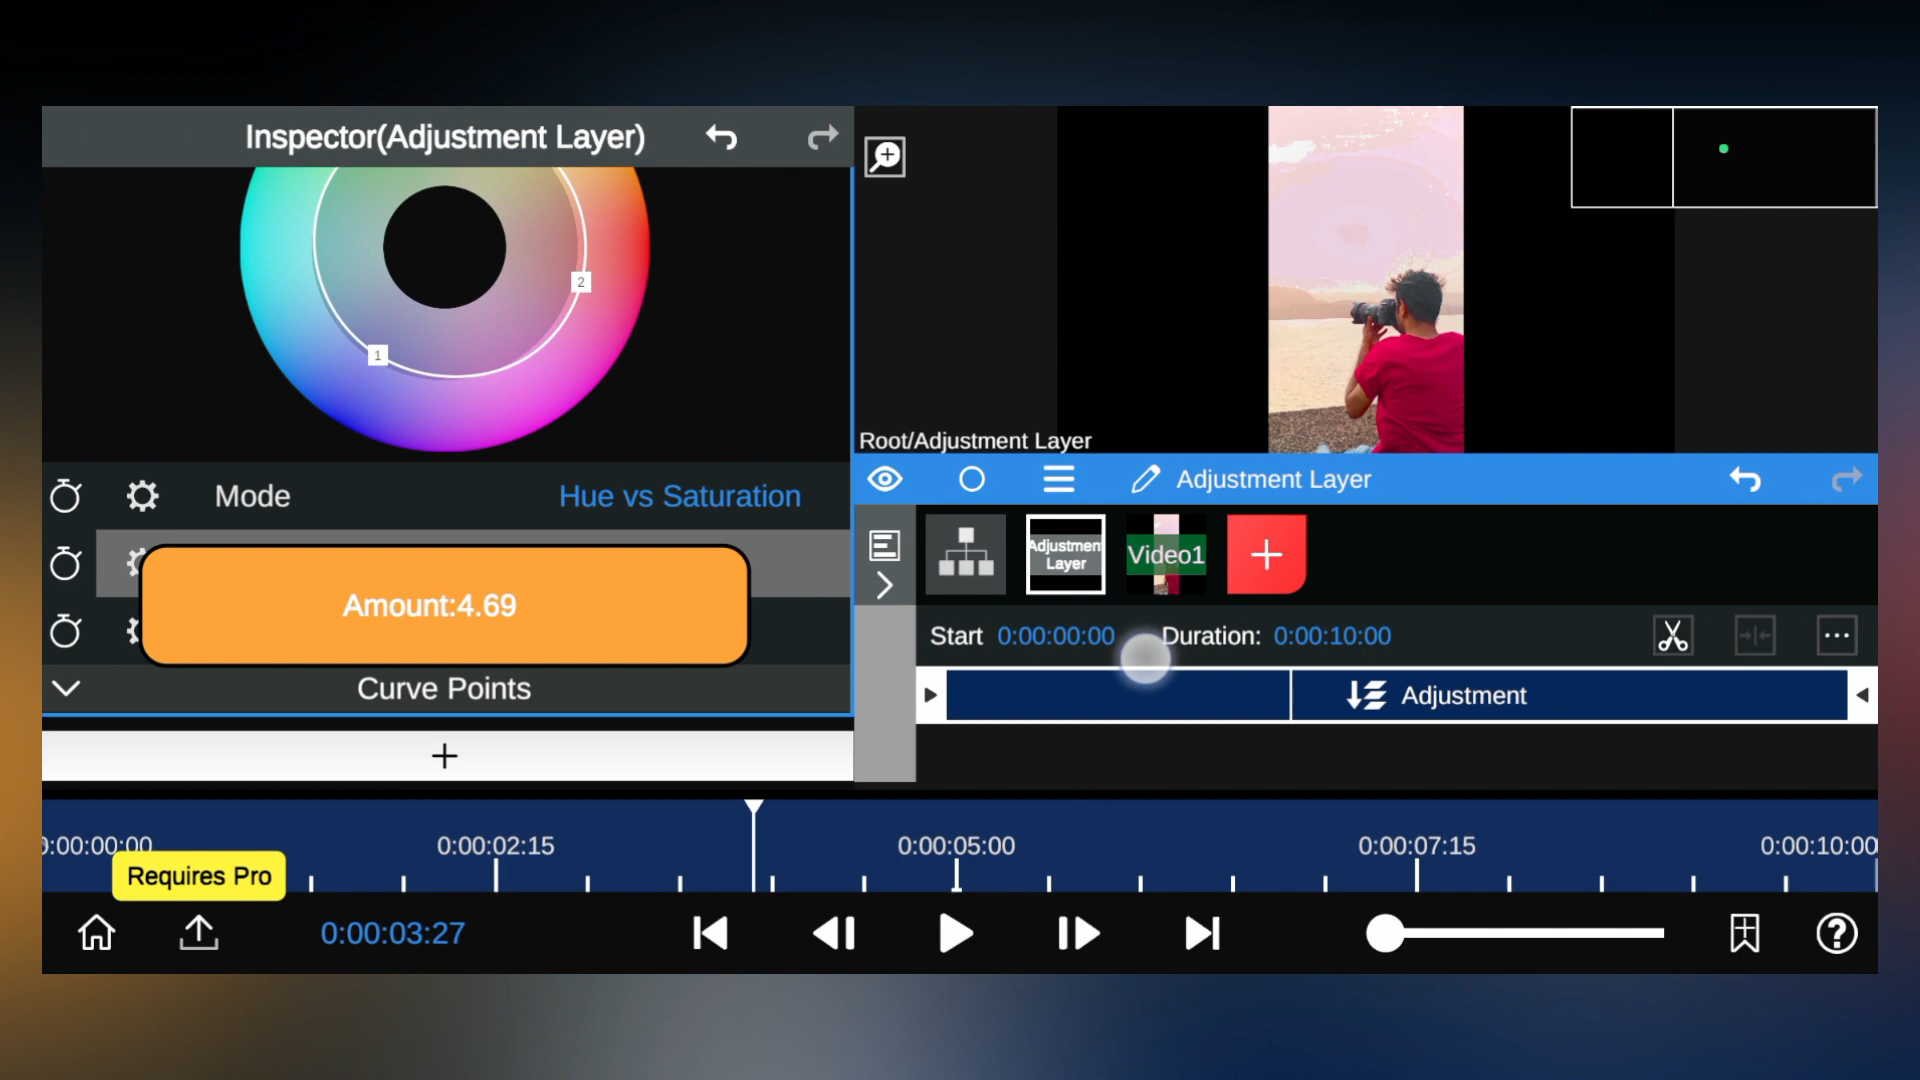 Inspector(Adjustment Layer)
2
1
Mode
Hue vs Saturation
Amount:4.69
Curve Points
+
Root/Adjustment Layer
Adjustment Layer
Adjustment
Layer
Video1
Start 0:00:00:00
Duration: 0:00:10:00
Adjustment
0:00:00:00
0:00:02:15
0:00:05:00
0:00:07:15
0:00:10:00
Requires Pro
0:00:03:27